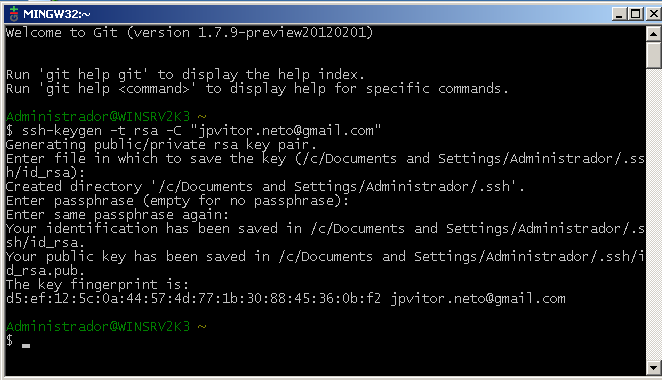 MINGW32:~
Welcome to Git (version 1.7.9-preview20120201)
Run 'git help git' to display the help index.
Run 'git help <command>' to display help for specific commands.
Administrador@WINSRV2K3 ~
$ ssh-keygen -t rsa -C "jpvitor.neto@gmail.com"
Generating public/private rsa key pair.
Enter file in which to save the key (/c/Documents and Settings/Administrador/.ss
h/id_rsa):
Created directory '/c/Documents and Settings/Administrador/.ssh'.
Enter passphrase (empty for no passphrase):
Enter same passphrase again:
Your identification has been saved in /c/Documents and Settings/Administrador/.s
sh/id_rsa.
Your public key has been saved in /c/Documents and Settings/Administrador/.ssh/i
d_rsa.pub.
The key fingerprint is:
d5:ef:12:5c:0a:44:57:4d:77:1b:30:88:45:36:0b:f2 jpvitor.neto@gmail.com
Administrador@WINSRV2K3 ~
$